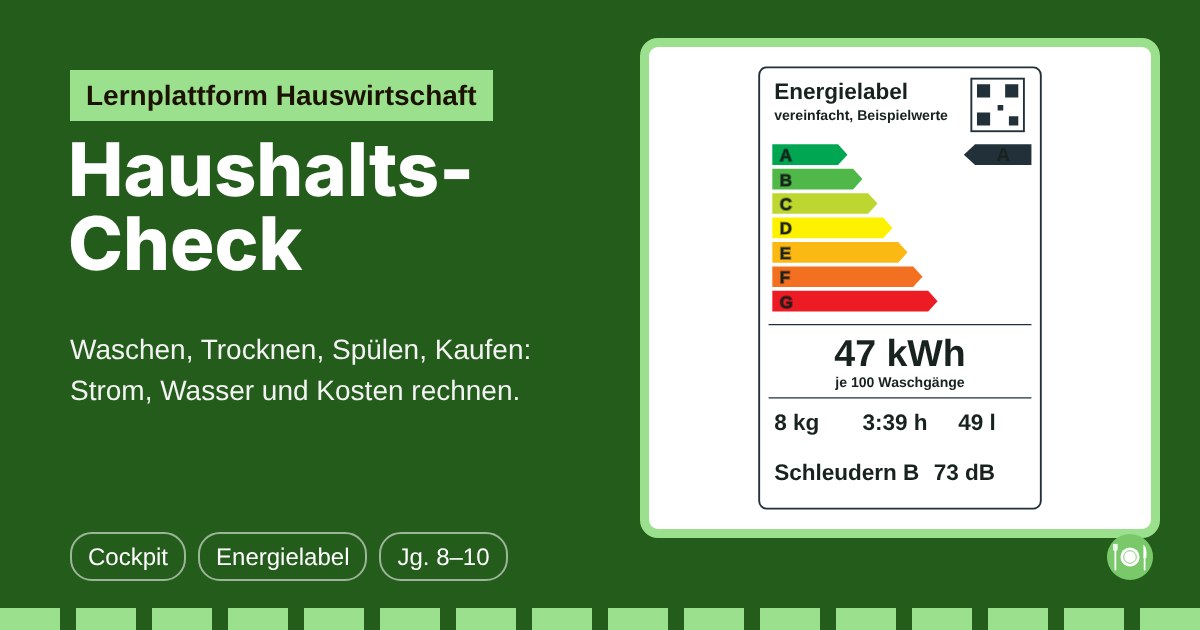 Lernplattform Hauswirtschaft
Haushalts-
Check
Waschen, Trocknen, Spülen, Kaufen:
Strom, Wasser und Kosten rechnen.
Cockpit
Energielabel
Jg. 8–10
Energielabel
vereinfacht, Beispielwerte
A
A
B
C
D
E
F
G
47 kWh
je 100 Waschgänge
8 kg 3:39 h 49 l
Schleudern B 73 dB